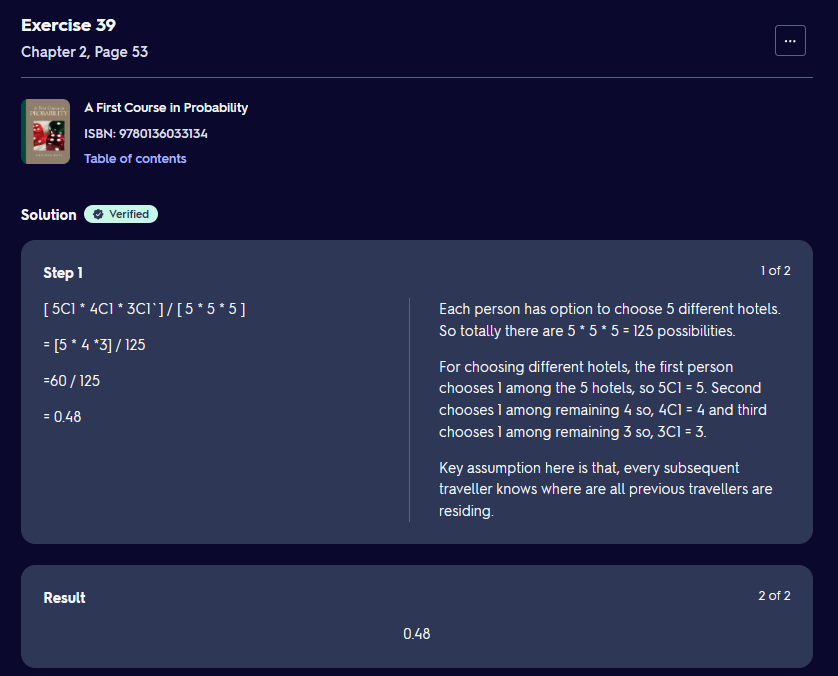 Exercise 39
Chapter 2, Page 53
...
A First Course in Probability
ISBN: 9780136033134
Table of contents
Solution Verified
Step 1
1 of 2
[ 5C1 * 4C1 * 3C1` ] / [ 5 * 5 * 5 ]
= [5 * 4 *3] / 125
=60 / 125
= 0.48
Each person has option to choose 5 different hotels.
So totally there are 5 * 5 * 5 = 125 possibilities.
For choosing different hotels, the first person
chooses 1 among the 5 hotels, so 5C1 = 5. Second
chooses 1 among remaining 4 so, 4C1 = 4 and third
chooses 1 among remaining 3 so, 3C1 = 3.
Key assumption here is that, every subsequent
traveller knows where are all previous travellers are
residing.
Result
2 of 2
0.48